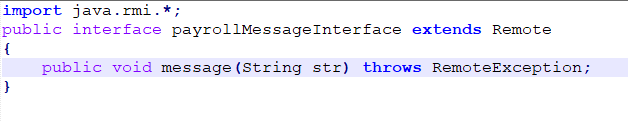 import java.rmi.*;
public interface payrollMessageInterface extends Remote
{
    public void message(String str) throws RemoteException;
}